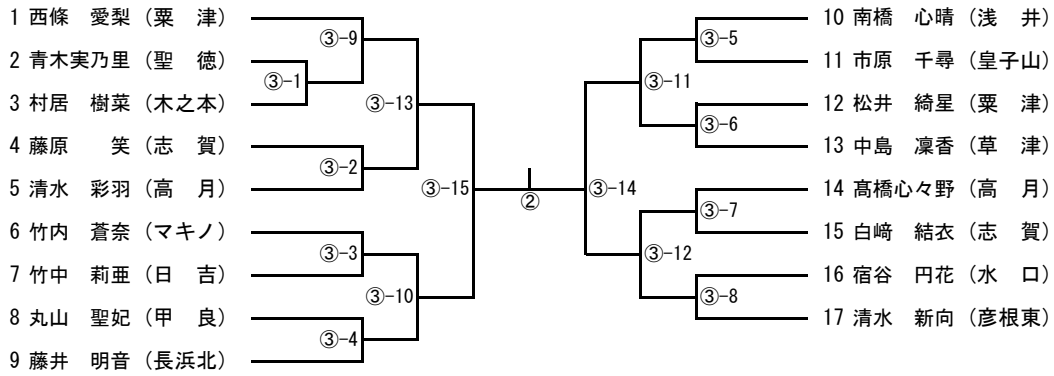 1 西條　愛梨（粟　津）
2 青木実乃里（聖　徳）
3 村居　樹菜（木之本）
4 藤原　　笑（志　賀）
5 清水　彩羽（高　月）
6 竹内　蒼奈（マキノ）
7 竹中　莉亜（日　吉）
8 丸山　聖妃（甲　良）
9 藤井　明音（長浜北）
③-9
③-1
③-13
③-2
③-15
③-3
③-10
③-4
②
③-5
③-11
③-6
③-14
③-7
③-12
③-8
10 南橋　心晴（浅　井）
11 市原　千尋（皇子山）
12 松井　綺星（粟　津）
13 中島　凜香（草　津）
14 髙橋心々野（高　月）
15 白﨑　結衣（志　賀）
16 宿谷　円花（水　口）
17 清水　新向（彦根東）